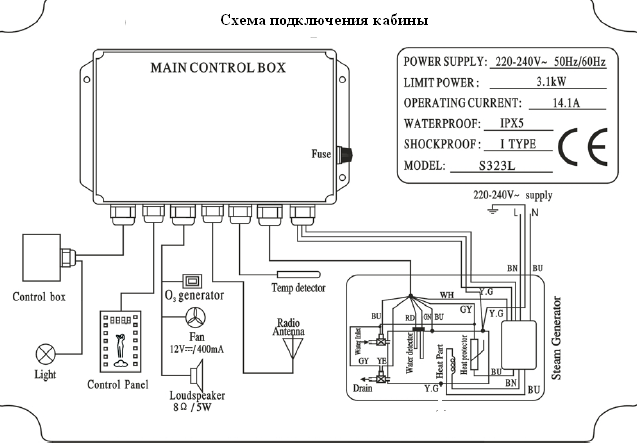 Схема подключения кабины
MAIN CONTROL BOX
Fuse
POWER SUPPLY: 220-240V~ 50Hz/60Hz
LIMIT POWER: 3.1kW
OPERATING CURRENT: 14.1A
WATERPROOF: IPX5
SHOCKPROOF: I TYPE
MODEL: S323L
CE
220-240V~ supply
L N
Control box
Light
Control Panel
O3 generator
Fan
12V⎓/400mA
Loudspeaker
8Ω/5W
Temp detector
Radio
Antenna
BN BU
Y.G
WH
GY Y.G
BU RD GN BU
Water Inlet
GY YE
Drain
Water detector
Heat Part
Heat protector
Y.G
BU
BN
BU
Steam Generator